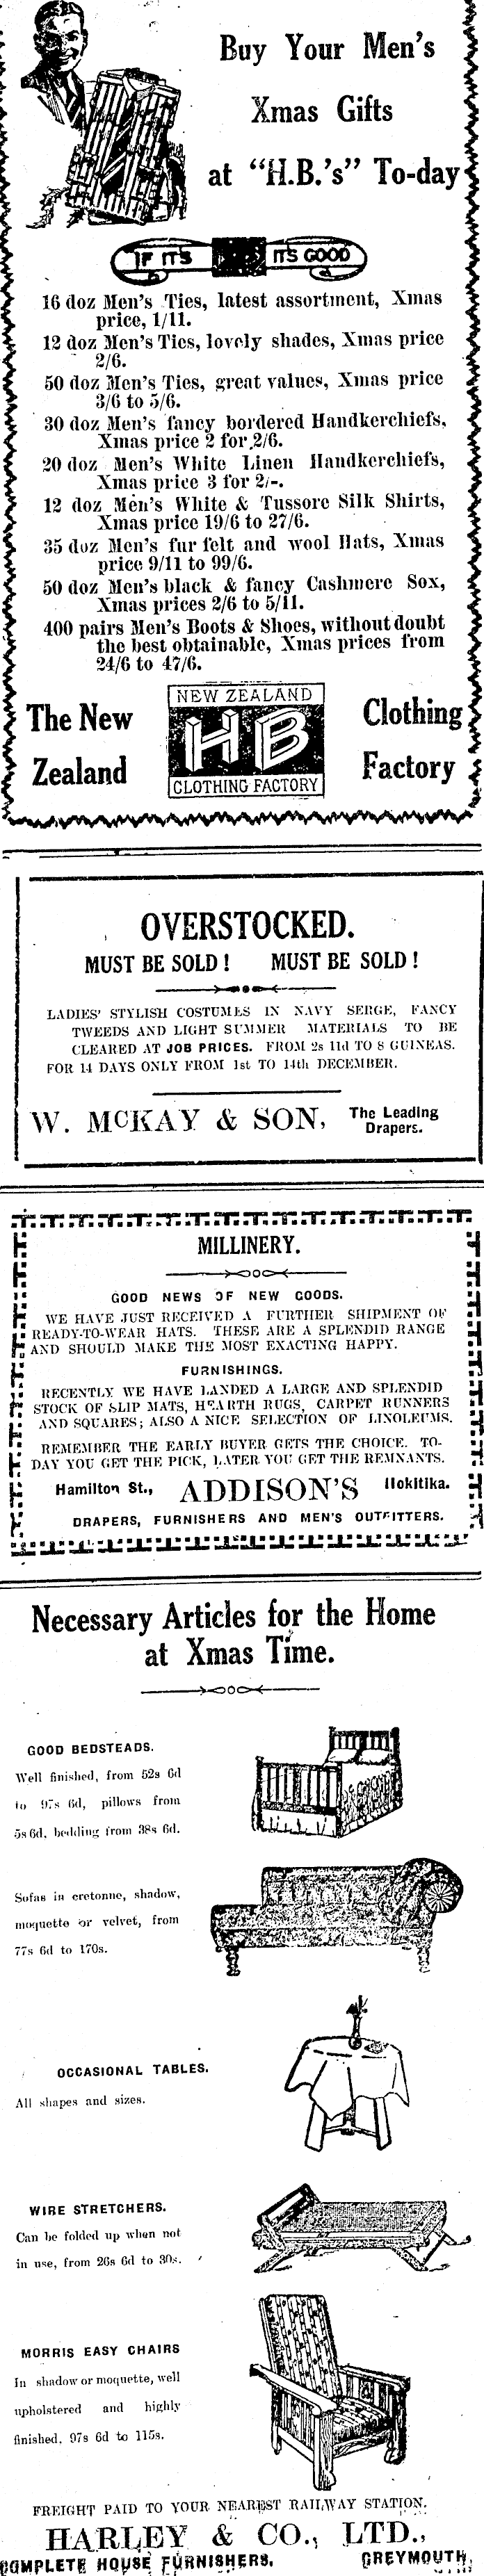 Buy Your Men's
Xmas Gifts
at "H.B.'s" To-day
IF IT'S
ITS GOOD
16 doz Men's Ties, latest assortment, Xmas
price, 1/11.
12 doz Men's Ties, lovely shades, Xmas price
2/6.
50 doz Men's Ties, great values, Xmas price
3/6 to 5/6.
30 doz Men's fancy bordered Handkerchiefs,
Xmas price 2 for 2/6.
20 doz Men's White Linen Handkerchiefs,
Xmas price 3 for 2/-.
12 doz Men's White & Tussore Silk Shirts,
Xmas price 19/6 to 27/6.
35 doz Men's fur felt and wool Hats, Xmas
price 9/11 to 99/6.
50 doz Men's black & fancy Cashmere Sox,
Xmas prices 2/6 to 5/11.
400 pairs Men's Boots & Shoes, without doubt
the best obtainable, Xmas prices from
24/6 to 47/6.
The New
Zealand
NEW ZEALAND
HB
CLOTHING FACTORY
Clothing
Factory
OVERSTOCKED.
MUST BE SOLD! MUST BE SOLD!
LADIES' STYLISH COSTUMES IN NAVY SERGE, FANCY
TWEEDS AND LIGHT SUMMER MATERIALS TO BE
CLEARED AT JOB PRICES. FROM 2s 11d TO 8 GUINEAS.
FOR 14 DAYS ONLY FROM 1st TO 14th DECEMBER.
W. McKAY & SON, The Leading
Drapers.
MILLINERY.
GOOD NEWS OF NEW GOODS.
WE HAVE JUST RECEIVED A FURTHER SHIPMENT OF
READY-TO-WEAR HATS. THESE ARE A SPLENDID RANGE
AND SHOULD MAKE THE MOST EXACTING HAPPY.
FURNISHINGS.
RECENTLY WE HAVE LANDED A LARGE AND SPLENDID
STOCK OF SLIP MATS, HEARTH RUGS, CARPET RUNNERS
AND SQUARES; ALSO A NICE SELECTION OF LINOLEUMS.
REMEMBER THE EARLY BUYER GETS THE CHOICE. TO-
DAY YOU GET THE PICK, LATER YOU GET THE REMNANTS.
Hamilton St., ADDISON'S Hokitika.
DRAPERS, FURNISHERS AND MEN'S OUTFITTERS.
Necessary Articles for the Home
at Xmas Time.
GOOD BEDSTEADS.
Well finished, from 52s 6d
to 97s 6d, pillows from
5s 6d, bedding from 38s 6d.
Sofas in cretonne, shadow,
moquette or velvet, from
77s 6d to 170s.
OCCASIONAL TABLES.
All shapes and sizes.
WIRE STRETCHERS.
Can be folded up when not
in use, from 26s 6d to 30s.
MORRIS EASY CHAIRS
In shadow or moquette, well
upholstered and highly
finished, 97s 6d to 115s.
FREIGHT PAID TO YOUR NEAREST RAILWAY STATION.
HARLEY & CO., LTD.,
COMPLETE HOUSE FURNISHERS, GREYMOUTH,